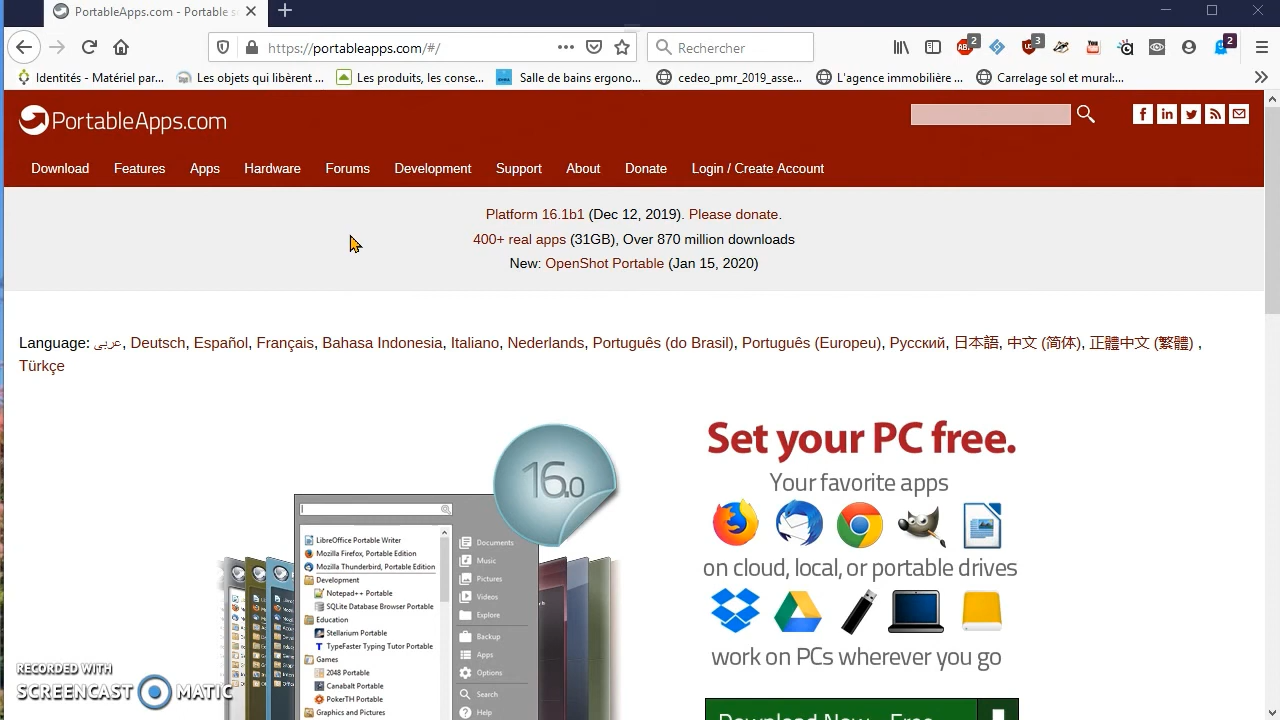 PortableApps.com - Portable s
https://portableapps.com/#/
Rechercher
2
3
2
Identités - Matériel par...
Les objets qui libèrent ...
Les produits, les conse...
Salle de bains ergono...
cedeo_pmr_2019_asse...
L'agence immobilière ...
Carrelage sol et mural:...
PortableApps.com
Download Features Apps Hardware Forums Development Support About Donate Login / Create Account
Platform 16.1b1 (Dec 12, 2019). Please donate.
400+ real apps (31GB), Over 870 million downloads
New: OpenShot Portable (Jan 15, 2020)
Language: عربي, Deutsch, Español, Français, Bahasa Indonesia, Italiano, Nederlands, Português (do Brasil), Português (Europeu), Русский, 日本語, 中文 (简体), 正體中文 (繁體) ,
Türkçe
16.0
LibreOffice Portable Writer
Mozilla Firefox, Portable Edition
Mozilla Thunderbird, Portable Edition
Development
Notepad++ Portable
SQLite Database Browser Portable
Education
Stellarium Portable
TypeFaster Typing Tutor Portable
Games
2048 Portable
Canabalt Portable
PokerTH Portable
Graphics and Pictures
Documents
Music
Pictures
Videos
Explore
Backup
Apps
Options
Search
Help
Set your PC free.
Your favorite apps
on cloud, local, or portable drives
work on PCs wherever you go
Download Now - Free
RECORDED WITH
SCREENCAST MATIC